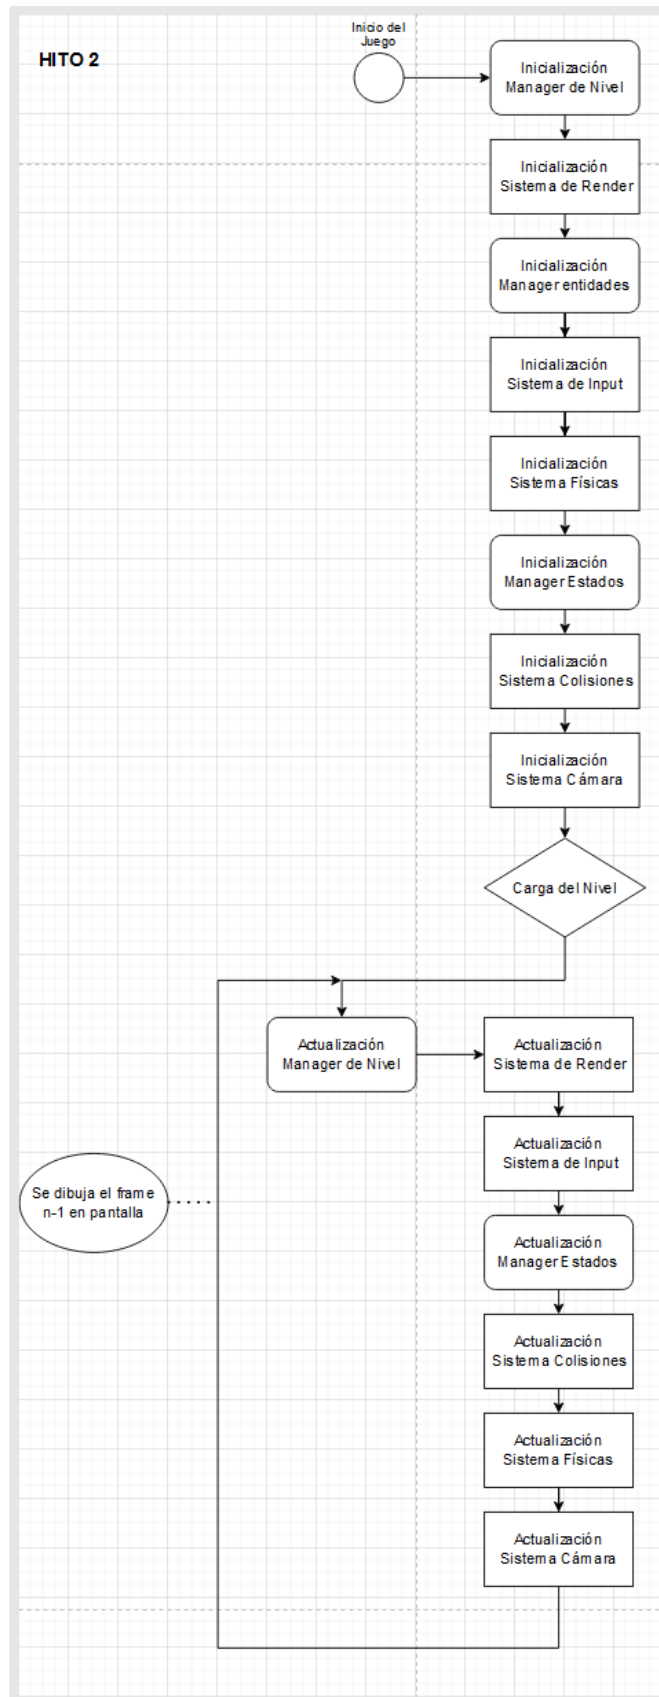 HITO 2
Inicio del
Juego
Inicialización
Manager de Nivel
Inicialización
Sistema de Render
Inicialización
Manager entidades
Inicialización
Sistema de Input
Inicialización
Sistema Físicas
Inicialización
Manager Estados
Inicialización
Sistema Colisiones
Inicialización
Sistema Cámara
Carga del Nivel
Actualización
Manager de Nivel
Actualización
Sistema de Render
Actualización
Sistema de Input
Se dibuja el frame
n-1 en pantalla
Actualización
Manager Estados
Actualización
Sistema Colisiones
Actualización
Sistema Físicas
Actualización
Sistema Cámara